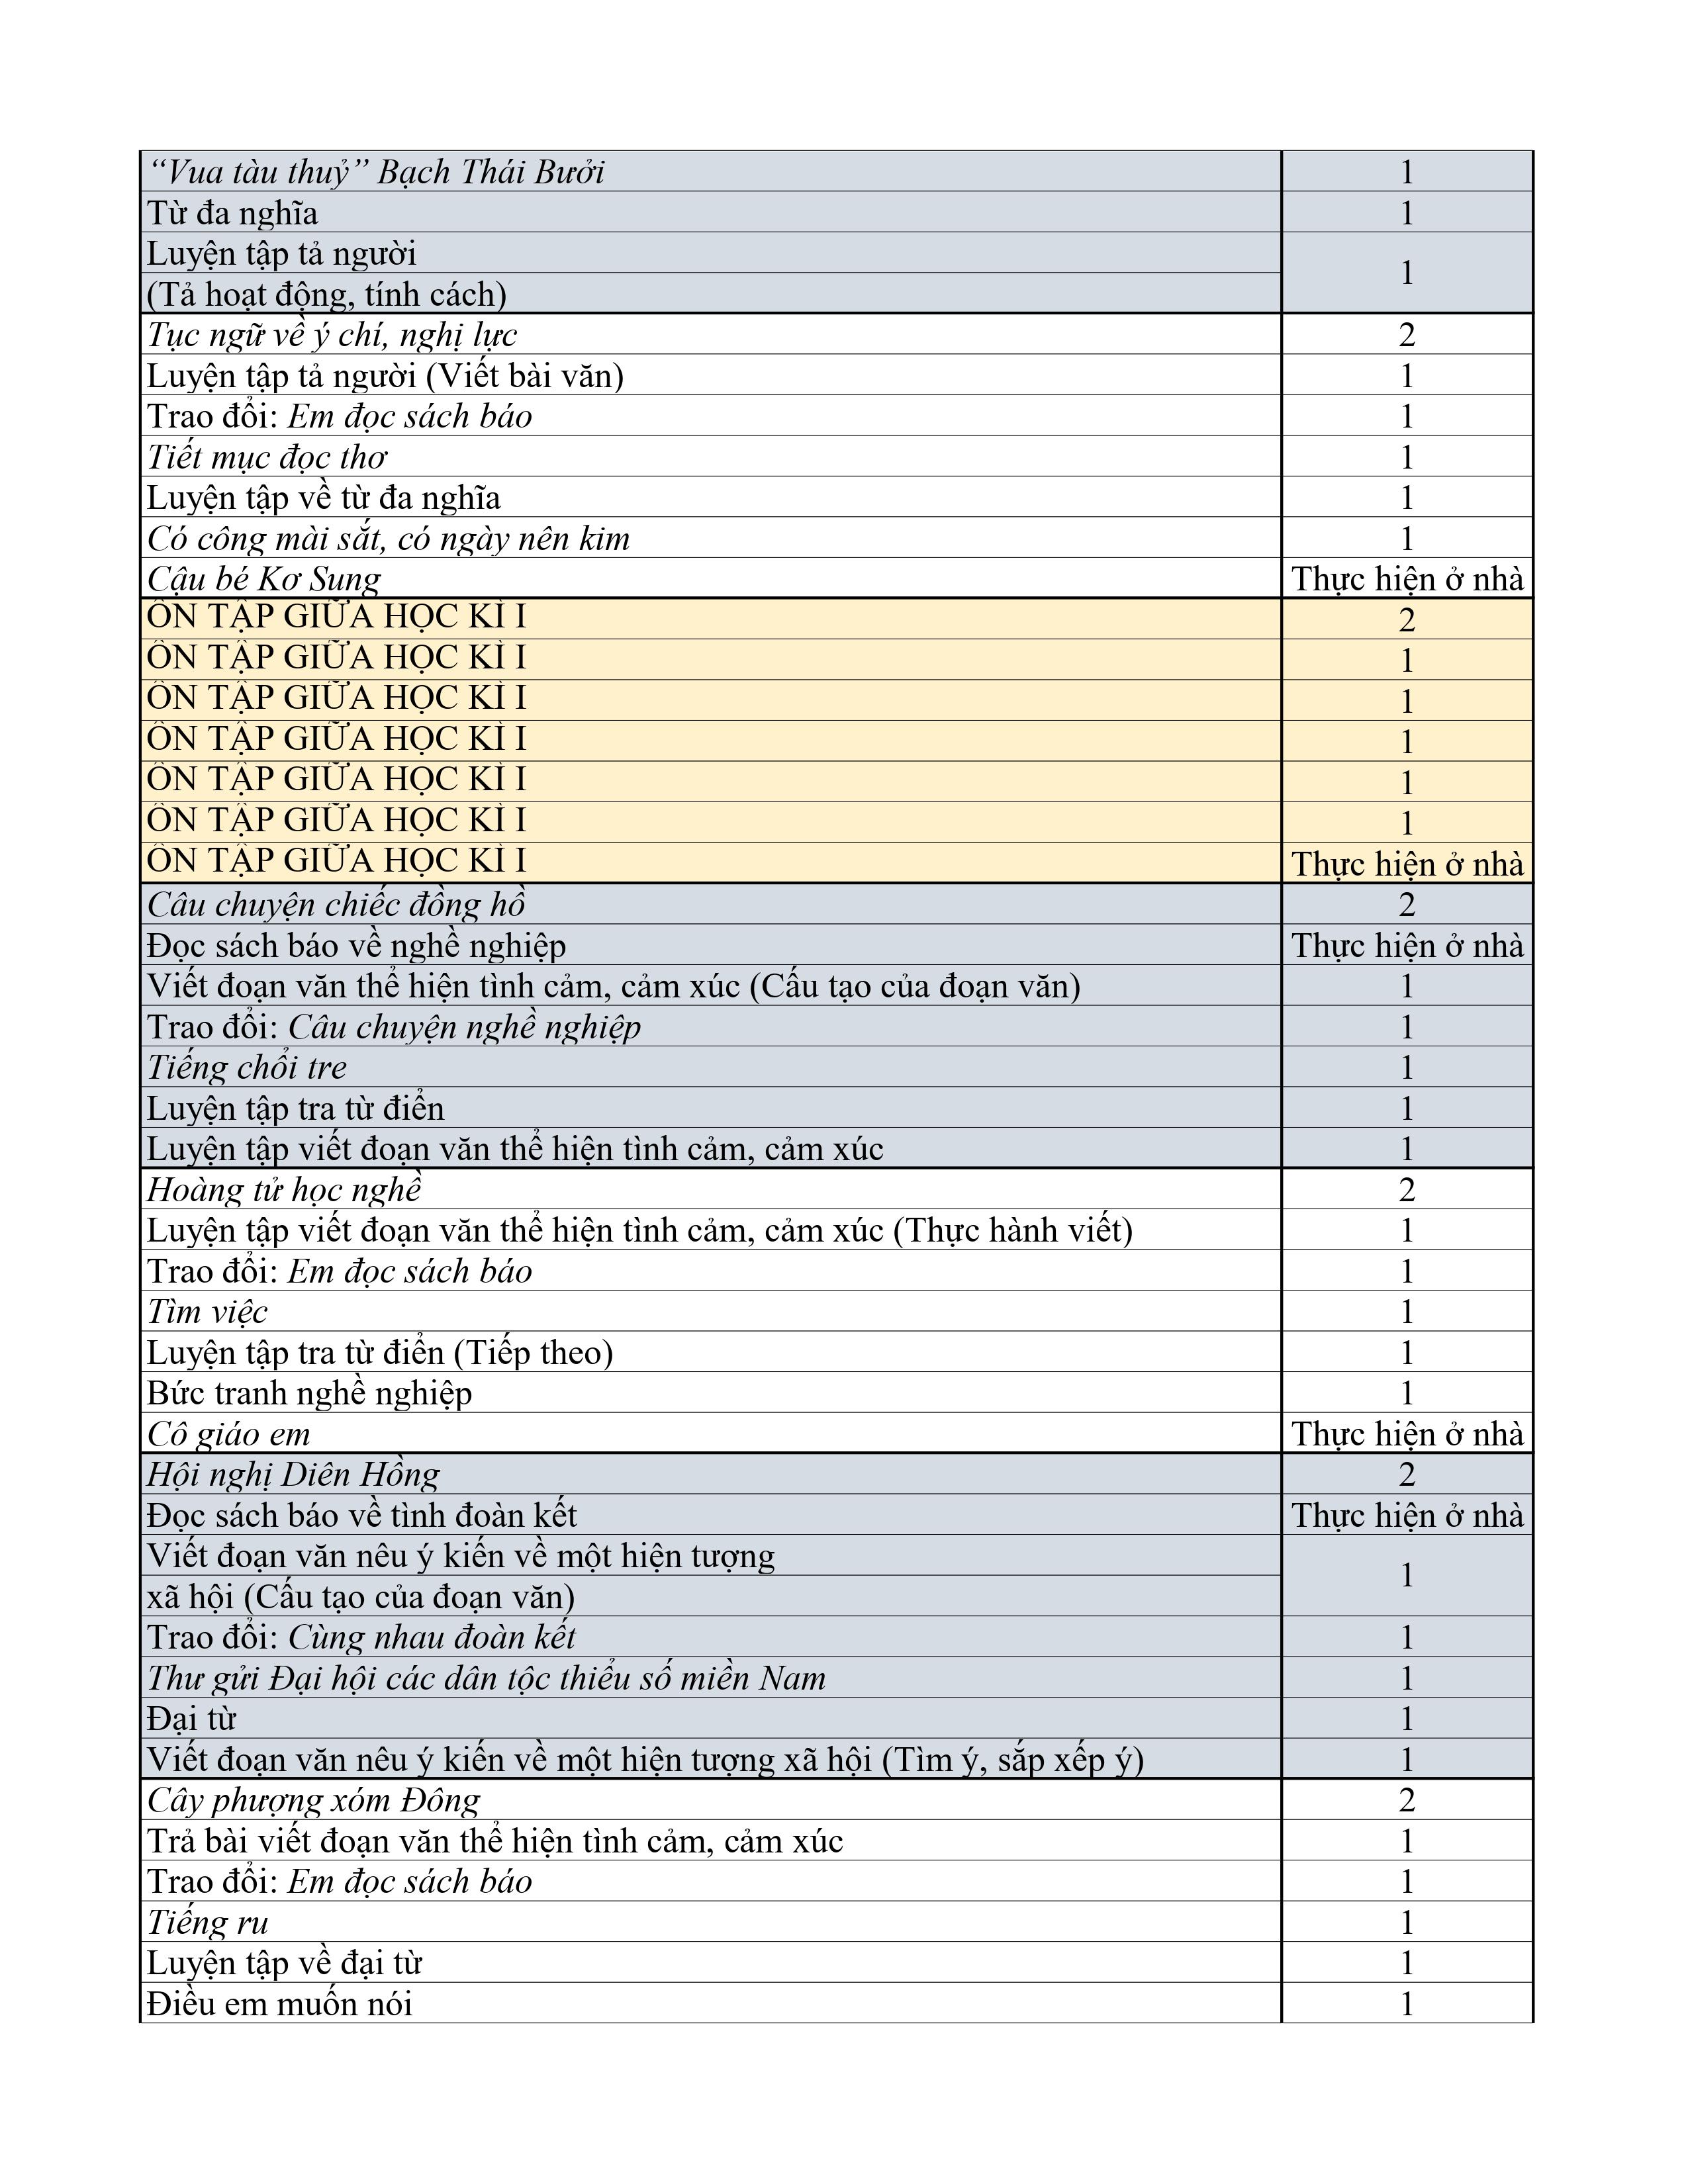 “Vua tàu thuỷ” Bạch Thái Bưởi 1
Từ đa nghĩa 1
Luyện tập tả người
(Tả hoạt động, tính cách) 1
Tục ngữ về ý chí, nghị lực 2
Luyện tập tả người (Viết bài văn) 1
Trao đổi: Em đọc sách báo 1
Tiết mục đọc thơ 1
Luyện tập về từ đa nghĩa 1
Có công mài sắt, có ngày nên kim 1
Cậu bé Kơ Sung Thực hiện ở nhà
ÔN TẬP GIỮA HỌC KÌ I 2
ÔN TẬP GIỮA HỌC KÌ I 1
ÔN TẬP GIỮA HỌC KÌ I 1
ÔN TẬP GIỮA HỌC KÌ I 1
ÔN TẬP GIỮA HỌC KÌ I 1
ÔN TẬP GIỮA HỌC KÌ I 1
ÔN TẬP GIỮA HỌC KÌ I Thực hiện ở nhà
Câu chuyện chiếc đồng hồ 2
Đọc sách báo về nghề nghiệp Thực hiện ở nhà
Viết đoạn văn thể hiện tình cảm, cảm xúc (Cấu tạo của đoạn văn) 1
Trao đổi: Câu chuyện nghề nghiệp 1
Tiếng chổi tre 1
Luyện tập tra từ điển 1
Luyện tập viết đoạn văn thể hiện tình cảm, cảm xúc 1
Hoàng tử học nghề 2
Luyện tập viết đoạn văn thể hiện tình cảm, cảm xúc (Thực hành viết) 1
Trao đổi: Em đọc sách báo 1
Tìm việc 1
Luyện tập tra từ điển (Tiếp theo) 1
Bức tranh nghề nghiệp 1
Cô giáo em Thực hiện ở nhà
Hội nghị Diên Hồng 2
Đọc sách báo về tình đoàn kết Thực hiện ở nhà
Viết đoạn văn nêu ý kiến về một hiện tượng
xã hội (Cấu tạo của đoạn văn) 1
Trao đổi: Cùng nhau đoàn kết 1
Thư gửi Đại hội các dân tộc thiểu số miền Nam 1
Đại từ 1
Viết đoạn văn nêu ý kiến về một hiện tượng xã hội (Tìm ý, sắp xếp ý) 1
Cây phượng xóm Đông 2
Trả bài viết đoạn văn thể hiện tình cảm, cảm xúc 1
Trao đổi: Em đọc sách báo 1
Tiếng ru 1
Luyện tập về đại từ 1
Điều em muốn nói 1